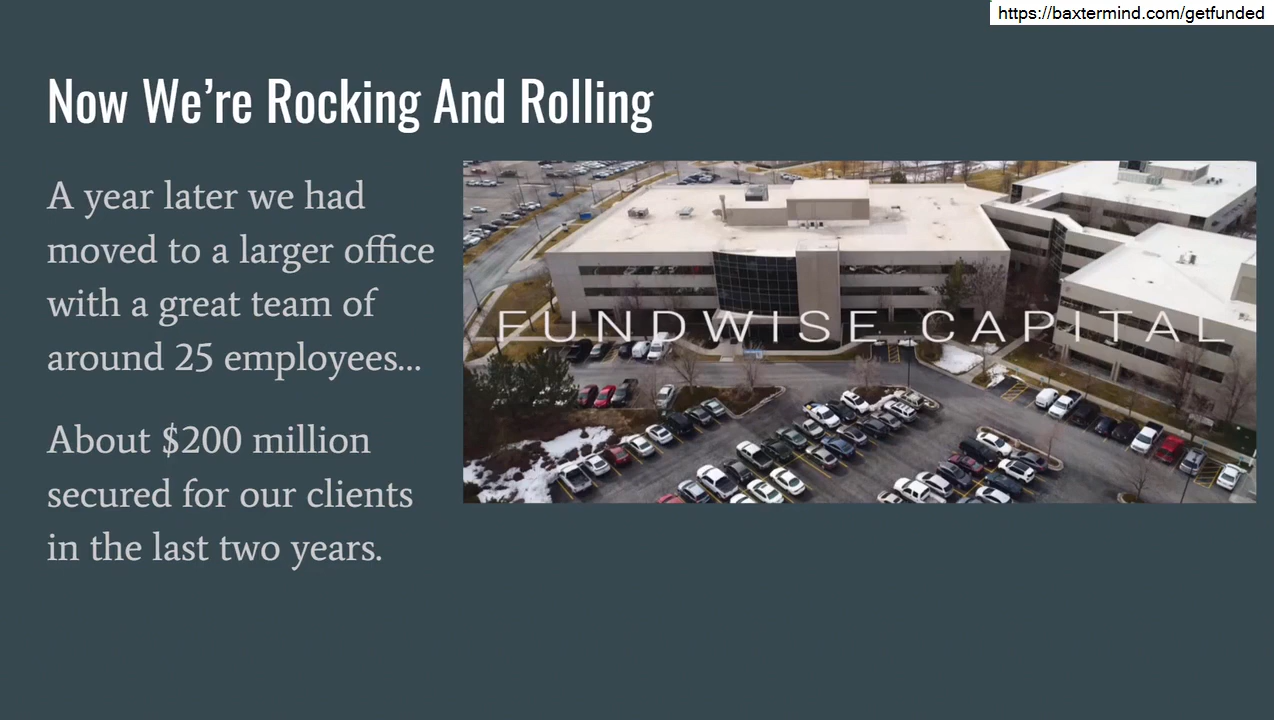 https://baxtermind.com/getfunded
Now We’re Rocking And Rolling
A year later we had
moved to a larger office
with a great team of
around 25 employees...
About $200 million
secured for our clients
in the last two years.
FUNDWISE CAPITAL